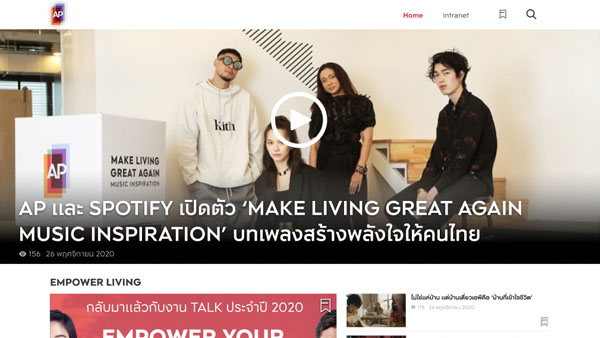 AP
Home
Intranet
kith
AP
MAKE LIVING
GREAT AGAIN
MUSIC INSPIRATION
AP และ SPOTIFY เปิดตัว ‘MAKE LIVING GREAT AGAIN
MUSIC INSPIRATION’ บทเพลงสร้างพลังใจให้คนไทย
156
26 พฤศจิกายน 2020
EMPOWER LIVING
กลับมาแล้วกับงาน TALK ประจำปี 2020
EMPOWER YOUR
ไม่ใช่แค่บ้าน แต่บ้านเดี่ยวเอพีคือ ‘บ้านที่เข้าใจชีวิต’
115
24 พฤศจิกายน 2020